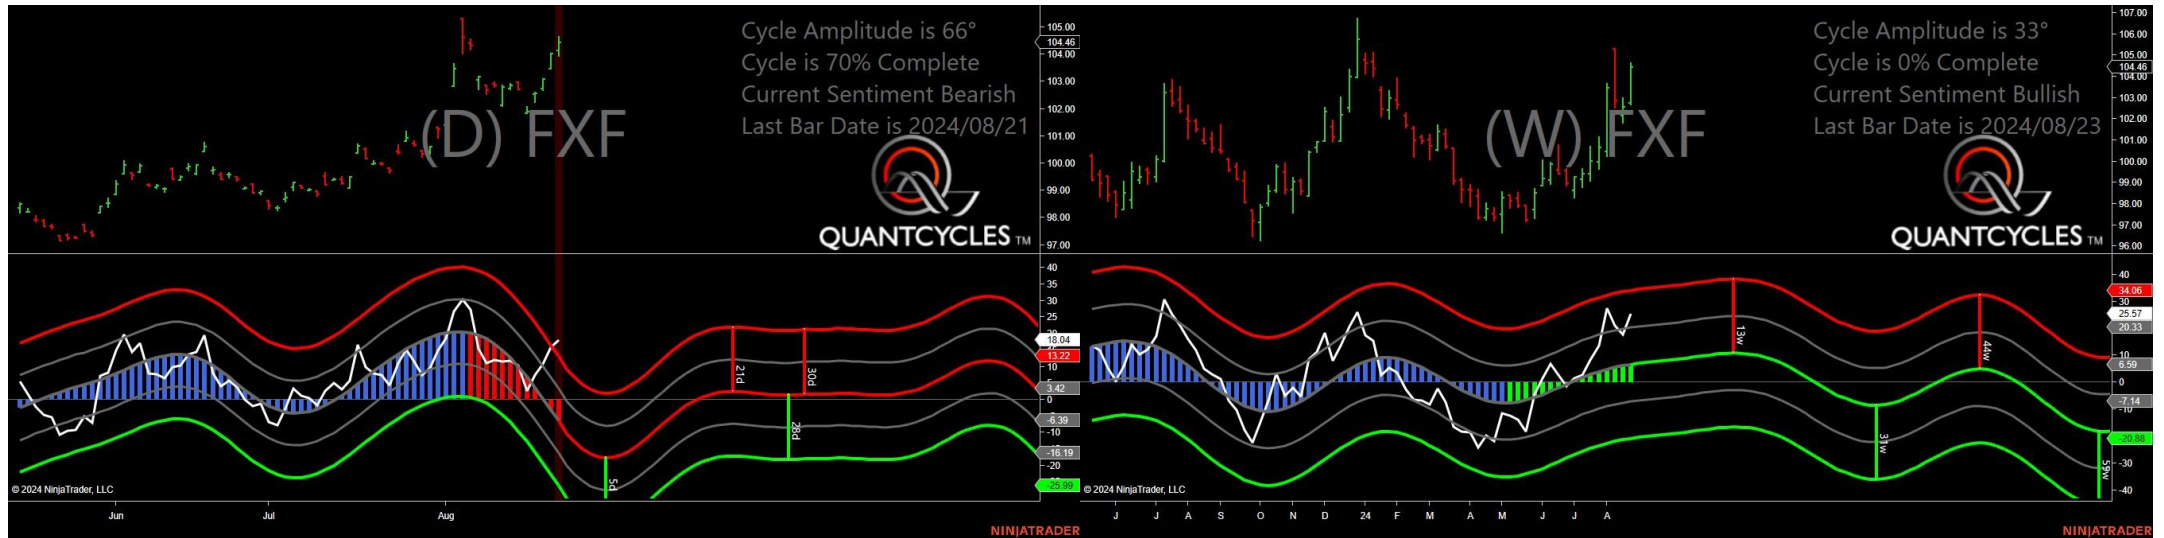 Cycle Amplitude is 66°
Cycle is 70% Complete
Current Sentiment Bearish
Last Bar Date is 2024/08/21
(D) FXF
QUANTCYCLES TM
105.00
104.46
104.00
103.00
102.00
101.00
100.00
99.00
98.00
97.00
40
35
30
25
18.04
13.22
3.42
0
-6.39
-10
-16.19
-20
-25.99
21d
30d
28d
5d
© 2024 NinjaTrader, LLC
Jun Jul Aug
NINJATRADER
Cycle Amplitude is 33°
Cycle is 0% Complete
Current Sentiment Bullish
Last Bar Date is 2024/08/23
(W) FXF
QUANTCYCLES TM
107.00
106.00
105.00
104.46
104.00
103.00
102.00
101.00
100.00
99.00
98.00
97.00
96.00
40
34.06
30
25.57
20.33
10
6.59
0
-7.14
-10
-20.88
-30
-40
13w
44w
31w
59w
© 2024 NinjaTrader, LLC
J J A S O N D 24 F M A M J J A
NINJATRADER